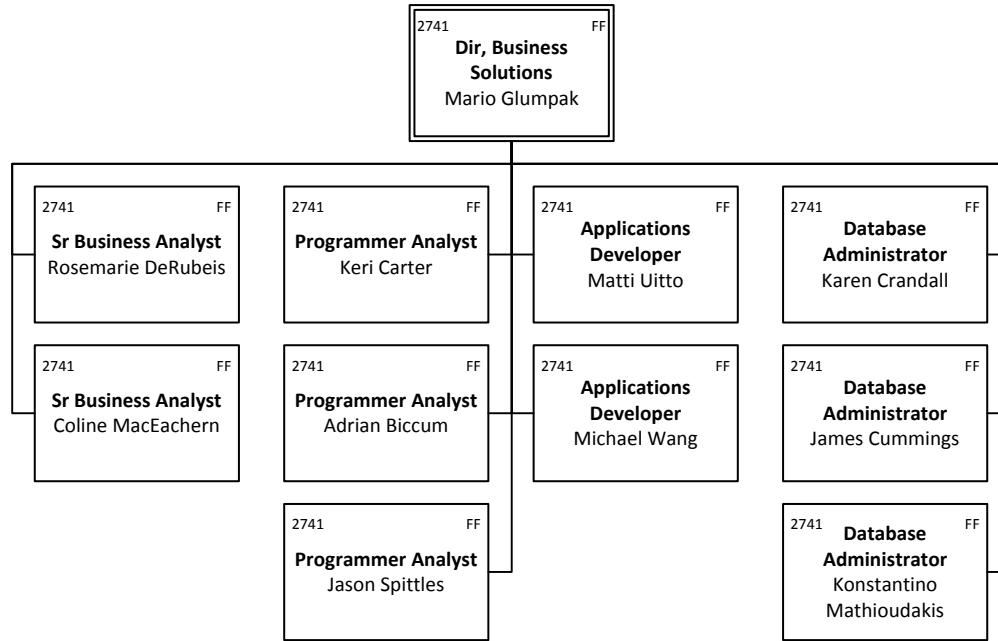 2741 FF
Dir, Business
Solutions
Mario Glumpak
2741 FF
Sr Business Analyst
Rosemarie DeRubeis
2741 FF
Programmer Analyst
Keri Carter
2741 FF
Applications
Developer
Matti Uitto
2741 FF
Database
Administrator
Karen Crandall
2741 FF
Sr Business Analyst
Coline MacEachern
2741 FF
Programmer Analyst
Adrian Biccum
2741 FF
Applications
Developer
Michael Wang
2741 FF
Database
Administrator
James Cummings
2741 FF
Programmer Analyst
Jason Spittles
2741 FF
Database
Administrator
Konstantino
Mathioudakis